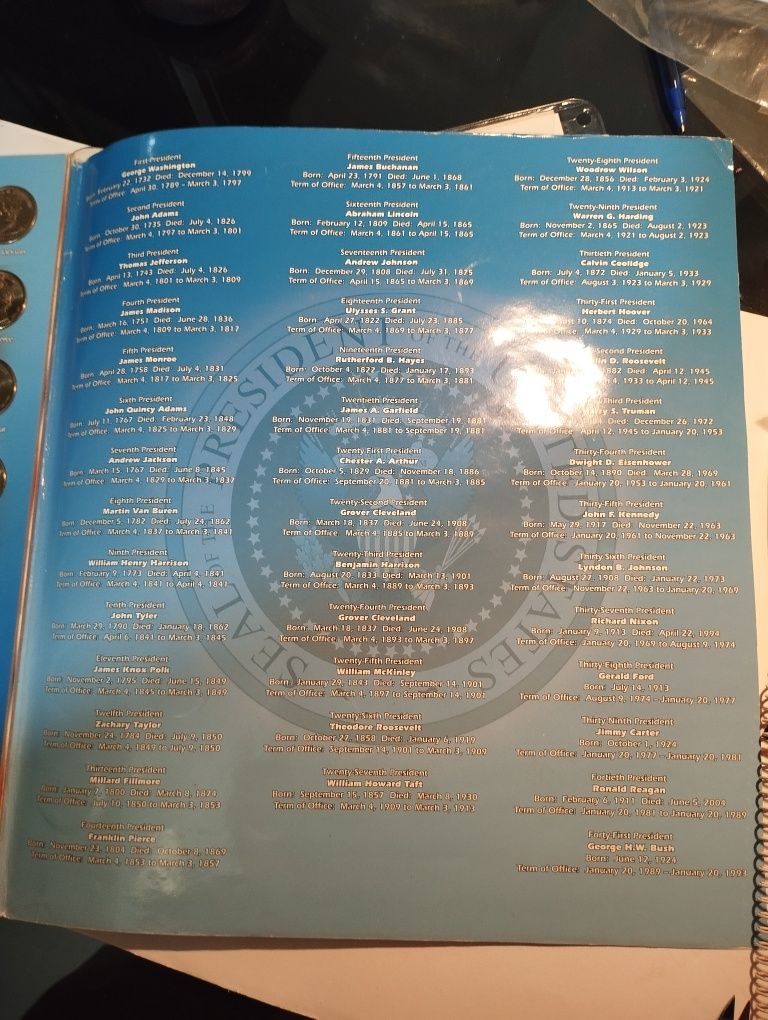 First President
George Washington
February 22, 1732 Died: December 14, 1799
Term of Office: April 30, 1789 – March 3, 1797
Second President
John Adams
Born: October 30, 1735 Died: July 4, 1826
Term of Office: March 4, 1797 to March 3, 1801
Third President
Thomas Jefferson
Born: April 13, 1743 Died: July 4, 1826
Term of Office: March 4, 1801 to March 3, 1809
Fourth President
James Madison
Born: March 16, 1751 Died: June 28, 1836
Term of Office: March 4, 1809 to March 3, 1817
Fifth President
James Monroe
Born: April 28, 1758 Died: July 4, 1831
Term of Office: March 4, 1817 to March 3, 1825
Sixth President
John Quincy Adams
Born: July 11, 1767 Died: February 23, 1848
Term of Office: March 4, 1825 to March 3, 1829
Seventh President
Andrew Jackson
Born: March 15, 1767 Died: June 8, 1845
Term of Office: March 4, 1829 to March 3, 1837
Eighth President
Martin Van Buren
Born: December 5, 1782 Died: July 24, 1862
Term of Office: March 4, 1837 to March 3, 1841
Ninth President
William Henry Harrison
Born: February 9, 1773 Died: April 4, 1841
Term of Office: March 4, 1841 to April 4, 1841
Tenth President
John Tyler
Born: March 29, 1790 Died: January 18, 1862
Term of Office: April 6, 1841 to March 3, 1845
Eleventh President
James Knox Polk
Born: November 2, 1795 Died: June 15, 1849
Term of Office: March 4, 1845 to March 3, 1849
Twelfth President
Zachary Taylor
Born: November 24, 1784 Died: July 9, 1850
Term of Office: March 4, 1849 to July 9, 1850
Thirteenth President
Millard Fillmore
Born: January 7, 1800 Died: March 8, 1874
Term of Office: July 10, 1850 to March 3, 1853
Fourteenth President
Franklin Pierce
Born: November 23, 1804 Died: October 8, 1869
Term of Office: March 4, 1853 to March 3, 1857
Fifteenth President
James Buchanan
Born: April 23, 1791 Died: June 1, 1868
Term of Office: March 4, 1857 to March 3, 1861
Sixteenth President
Abraham Lincoln
Born: February 12, 1809 Died: April 15, 1865
Term of Office: March 4, 1861 to April 15, 1865
Seventeenth President
Andrew Johnson
Born: December 29, 1808 Died: July 31, 1875
Term of Office: April 15, 1865 to March 3, 1869
Eighteenth President
Ulysses S. Grant
Born: April 27, 1822 Died: July 23, 1885
Term of Office: March 4, 1869 to March 3, 1877
Nineteenth President
Rutherford B. Hayes
Born: October 4, 1822 Died: January 17, 1893
Term of Office: March 4, 1877 to March 3, 1881
Twentieth President
James A. Garfield
Born: November 19, 1831 Died: September 19, 1881
Term of Office: March 4, 1881 to September 19, 1881
Twenty-First President
Chester A. Arthur
Born: October 5, 1829 Died: November 18, 1886
Term of Office: September 20, 1881 to March 3, 1885
Twenty-Second President
Grover Cleveland
Born: March 18, 1837 Died: June 24, 1908
Term of Office: March 4, 1885 to March 3, 1889
Twenty-Third President
Benjamin Harrison
Born: August 20, 1833 Died: March 13, 1901
Term of Office: March 4, 1889 to March 3, 1893
Twenty-Fourth President
Grover Cleveland
Born: March 18, 1837 Died: June 24, 1908
Term of Office: March 4, 1893 to March 3, 1897
Twenty-Fifth President
William McKinley
Born: January 29, 1843 Died: September 14, 1901
Term of Office: March 4, 1897 to September 14, 1901
Twenty-Sixth President
Theodore Roosevelt
Born: October 27, 1858 Died: January 6, 1919
Term of Office: September 14, 1901 to March 3, 1909
Twenty-Seventh President
William Howard Taft
Born: September 15, 1857 Died: March 8, 1930
Term of Office: March 4, 1909 to March 3, 1913
Twenty-Eighth President
Woodrow Wilson
Born: December 28, 1856 Died: February 3, 1924
Term of Office: March 4, 1913 to March 3, 1921
Twenty-Ninth President
Warren G. Harding
Born: November 2, 1865 Died: August 2, 1923
Term of Office: March 4, 1921 to August 2, 1923
Thirtieth President
Calvin Coolidge
Born: July 4, 1872 Died: January 5, 1933
Term of Office: August 3, 1923 to March 3, 1929
Thirty-First President
Herbert Hoover
10, 1874 Died: October 20, 1964
March 4, 1929 to March 3, 1933
Second President
D. Roosevelt
1882 Died: April 12, 1945
4, 1933 to April 12, 1945
Third President
S. Truman
Died: December 26, 1972
April 12, 1945 to January 20, 1953
Thirty-Fourth President
Dwight D. Eisenhower
Born: October 14, 1890 Died: March 28, 1969
Term of Office: January 20, 1953 to January 20, 1961
Thirty-Fifth President
John F. Kennedy
Born: May 29, 1917 Died: November 22, 1963
Term of Office: January 20, 1961 to November 22, 1963
Thirty-Sixth President
Lyndon B. Johnson
Born: August 27, 1908 Died: January 22, 1973
Term of Office: November 22, 1963 to January 20, 1969
Thirty-Seventh President
Richard Nixon
Born: January 9, 1913 Died: April 22, 1994
Term of Office: January 20, 1969 to August 9, 1974
Thirty-Eighth President
Gerald Ford
Born: July 14, 1913
Term of Office: August 9, 1974 – January 20, 1977
Thirty-Ninth President
Jimmy Carter
Born: October 1, 1924
Term of Office: January 20, 1977 – January 20, 1981
Fortieth President
Ronald Reagan
Born: February 6, 1911 Died: June 5, 2004
Term of Office: January 20, 1981 to January 20, 1989
Forty-First President
George H.W. Bush
Born: June 12, 1924
Term of Office: January 20, 1989 – January 20, 1993
SEAL OF THE PRESIDENT OF THE